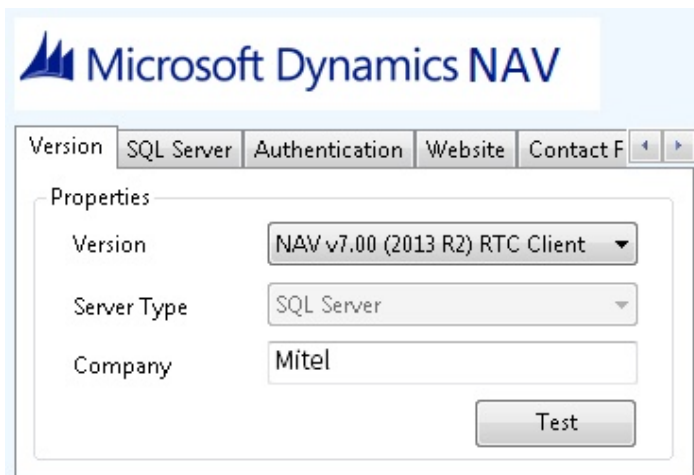 Microsoft Dynamics NAV
Version SQL Server Authentication Website Contact F
Properties
Version NAV v7.00 (2013 R2) RTC Client
Server Type SQL Server
Company Mitel
Test